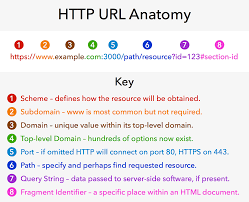 HTTP URL Anatomy
1 2 3 4 5 6 7 8
https://www.example.com:3000/path/resource?id=123#section-id
Key
1 Scheme - defines how the resource will be obtained.
2 Subdomain - www is most common but not required.
3 Domain - unique value within its top-level domain.
4 Top-level Domain - hundreds of options now exist.
5 Port - if omitted HTTP will connect on port 80, HTTPS on 443.
6 Path - specify and perhaps find requested resource.
7 Query String - data passed to server-side software, if present.
8 Fragment Identifier - a specific place within an HTML document.